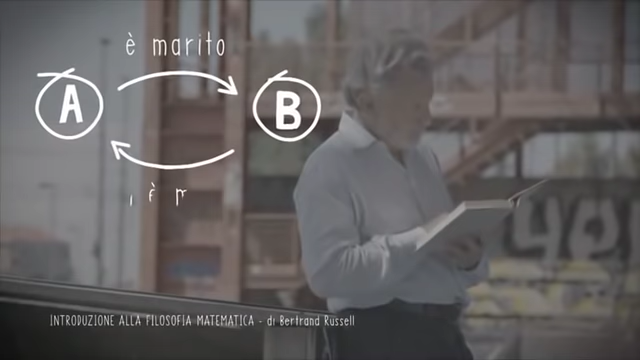 è marito
A
B
è
INTRODUZIONE ALLA FILOSOFIA MATEMATICA - di Bertrand Russell